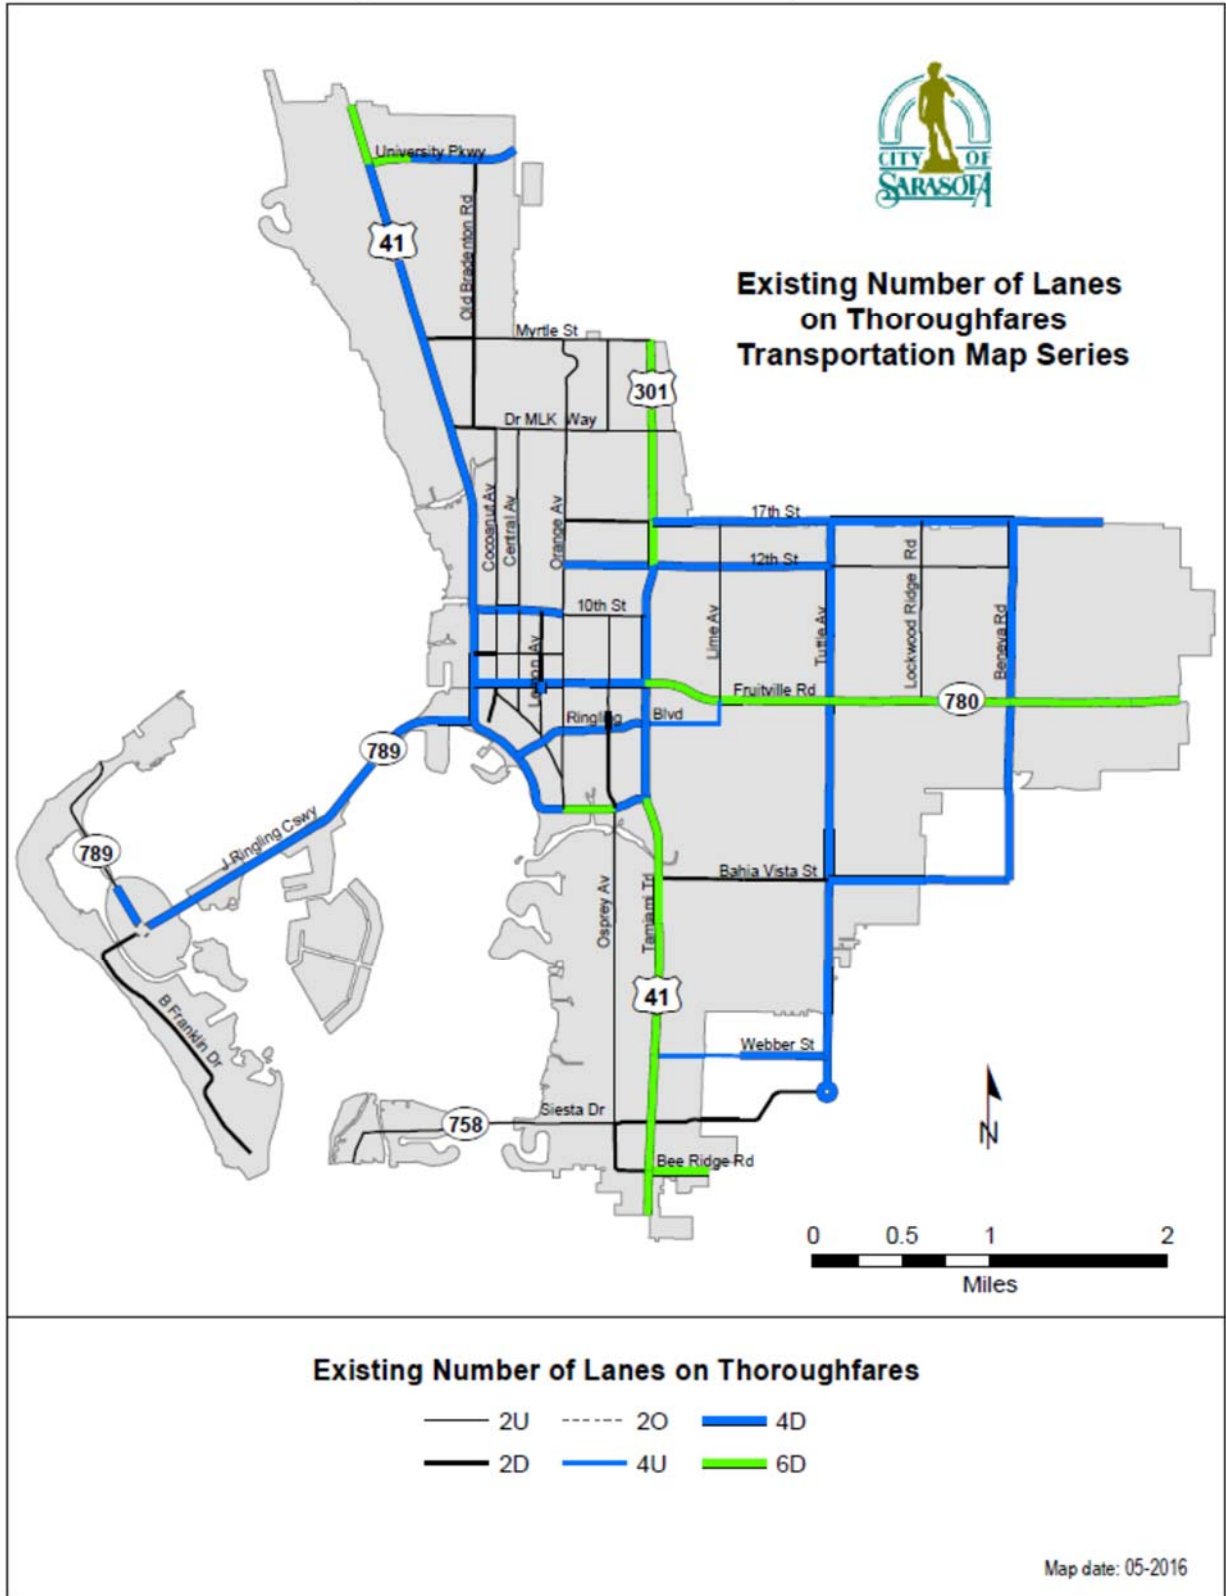 CITY OF
SARASOTA
Existing Number of Lanes
on Thoroughfares
Transportation Map Series
University Pkwy
41
Old Bradenton Rd
Myrtle St
301
Dr MLK Way
Cocoanut Av
Central Av
Orange Av
17th St
12th St
Lockwood Ridge Rd
10th St
Lime Av
Tuttle Av
Beneva Rd
Lemon Av
Fruitville Rd
780
Ringling Blvd
789
J Ringling Cswy
789
Bahia Vista St
Osprey Av
Tamiami Tr
B Franklin Dr
41
Webber St
Siesta Dr
758
Bee Ridge Rd
N
0 0.5 1 2
Miles
Existing Number of Lanes on Thoroughfares
2U 2O 4D
2D 4U 6D
Map date: 05-2016